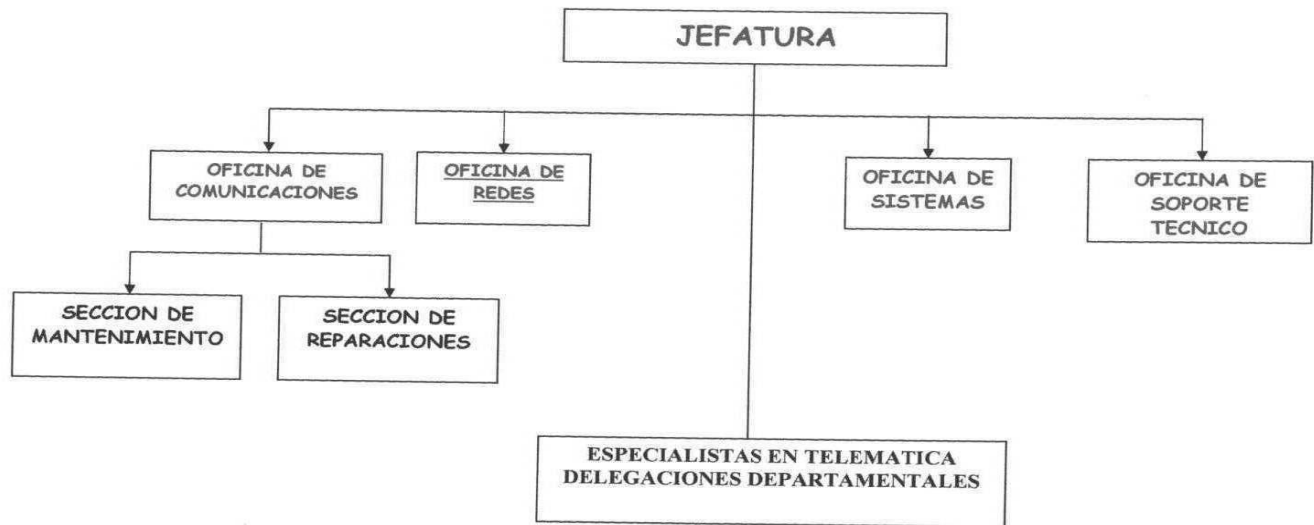 JEFATURA
OFICINA DE
COMUNICACIONES
OFICINA DE
REDES
OFICINA DE
SISTEMAS
OFICINA DE
SOPORTE
TECNICO
SECCION DE
MANTENIMIENTO
SECCION DE
REPARACIONES
ESPECIALISTAS EN TELEMATICA
DELEGACIONES DEPARTAMENTALES